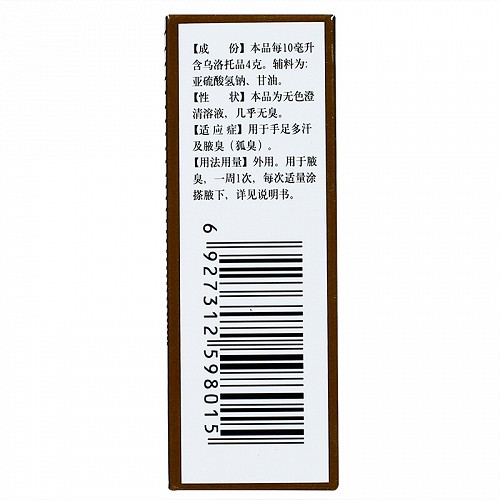 【成　份】本品每10毫升
含乌洛托品4克。辅料为:
亚硫酸氢钠、甘油。
【性　状】本品为无色澄
清溶液，几乎无臭。
【适 应 症】用于手足多汗
及腋臭（狐臭）。
【用法用量】外用。用于腋
臭，一周1次，每次适量涂
搽腋下，详见说明书。
6 927312 598015